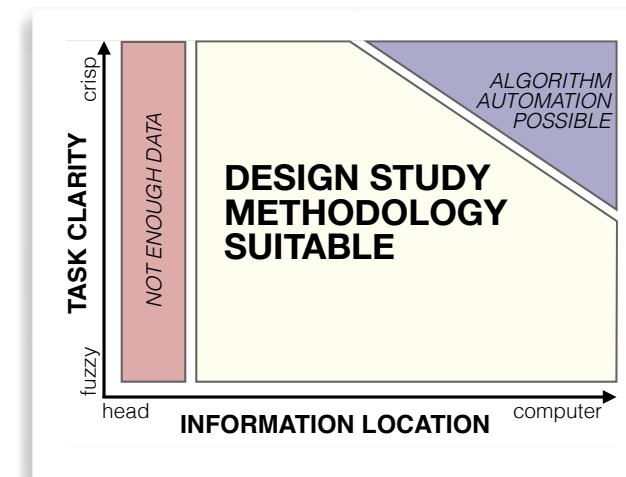 crisp
TASK CLARITY
fuzzy
NOT ENOUGH DATA
DESIGN STUDY
METHODOLOGY
SUITABLE
ALGORITHM
AUTOMATION
POSSIBLE
head
INFORMATION LOCATION
computer